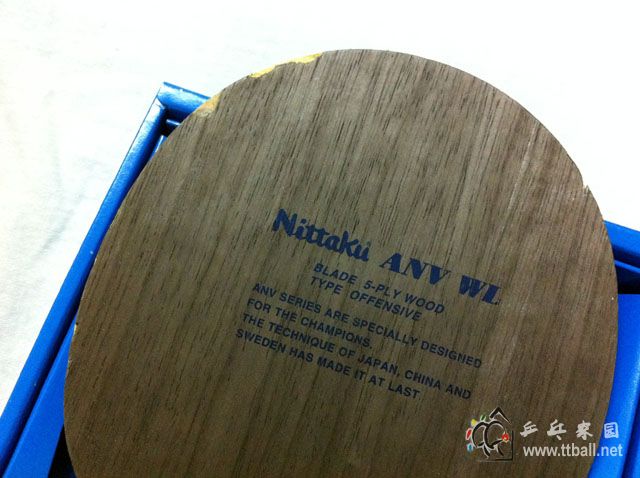 Nittaku ANV WL
BLADE 5-PLY WOOD
TYPE OFFENSIVE
ANV SERIES ARE SPECIALLY DESIGNED
FOR THE CHAMPIONS.
THE TECHNIQUE OF JAPAN, CHINA AND
SWEDEN HAS MADE IT AT LAST
乒乓家园
www.ttball.net